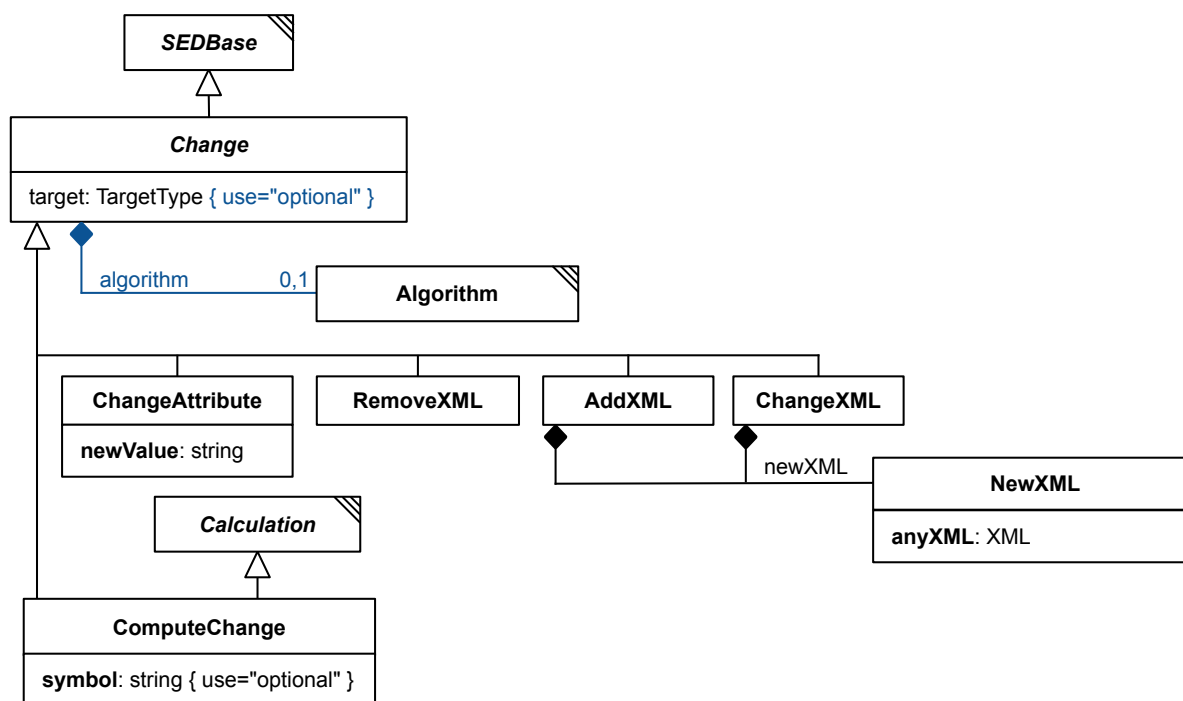 SEDBase
Change
target: TargetType { use="optional" }
algorithm 0,1
Algorithm
ChangeAttribute
newValue: string
RemoveXML
AddXML
ChangeXML
newXML
NewXML
anyXML: XML
Calculation
ComputeChange
symbol: string { use="optional" }